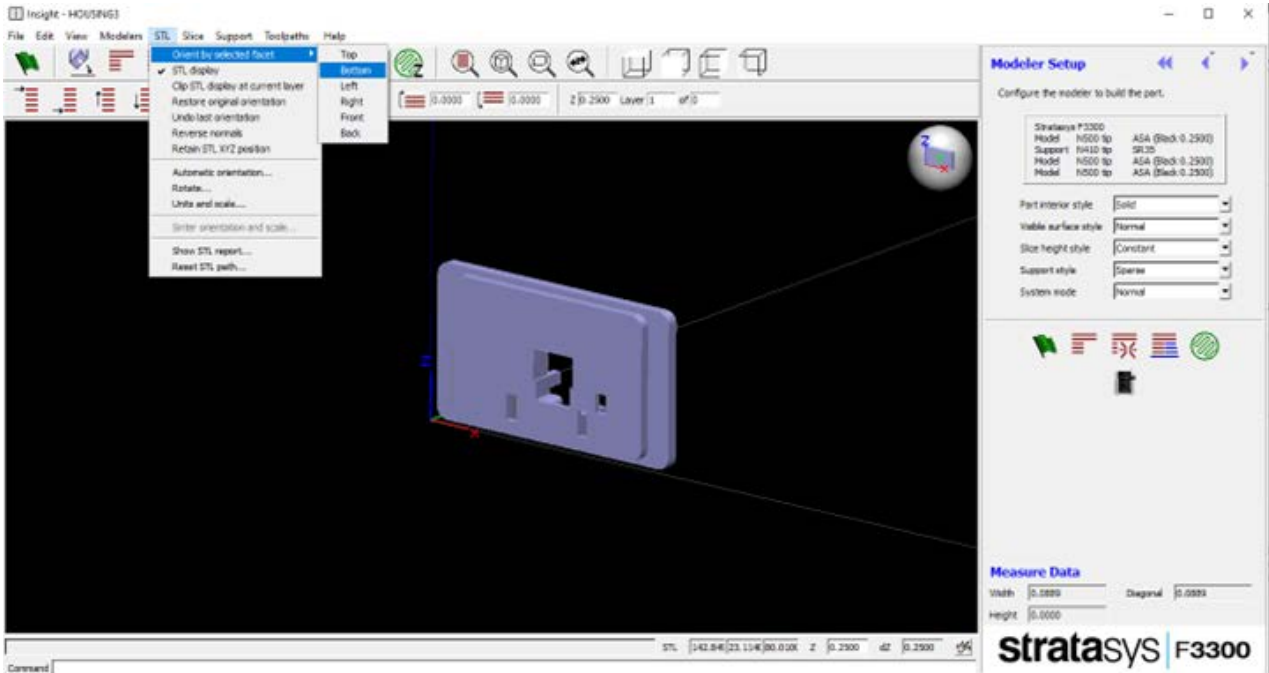 Insight - HOUSING3
File Edit View Modelers STL Slice Support Toolpaths Help
Orient by selected facet
STL display
Clip STL display at current layer
Restore original orientation
Undo last orientation
Reverse normals
Retain STL XYZ position
Automatic orientation...
Rotate...
Units and scale...
Sinter orientation and scale...
Show STL report...
Reset STL path...
Top
Bottom
Left
Right
Front
Back
0.0000 0.0000 Z 0.2500 Layer 1 of 0
Z
X
Modeler Setup
Configure the modeler to build the part.
Stratasys F3300
Model N500 tip ASA (Black 0.2500)
Support N410 tip SR35
Model N500 tip ASA (Black 0.2500)
Model N500 tip ASA (Black 0.2500)
Part interior style Solid
Visible surface style Normal
Slice height style Constant
Support style Sparse
System mode Normal
Z
X
Measure Data
Width 0.0889 Diagonal 0.0889
Height 0.0000
STL Z 0.2500 dZ 0.2500
Command
stratasys F3300